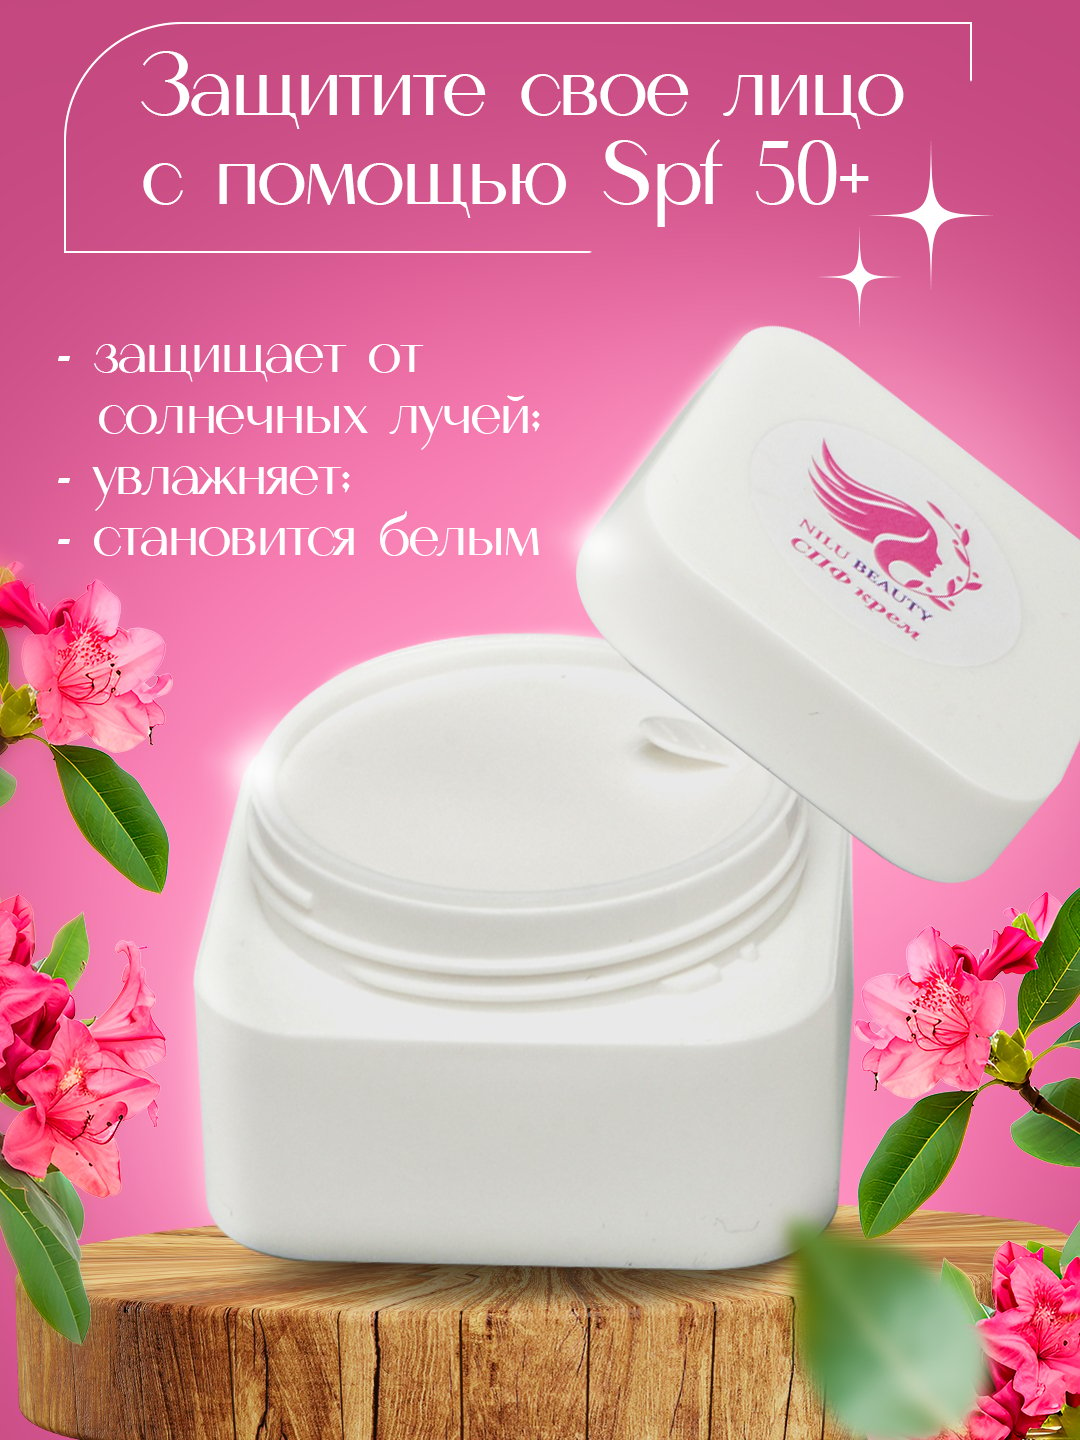 Защитите свое лицо
с помощью Spf 50+
- защищает от
солнечных лучей;
- увлажняет;
- становится белым
NILU BEAUTY
СПФ крем